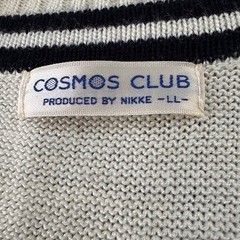 COSMOS CLUB
PRODUCED BY NIKKE -LL-